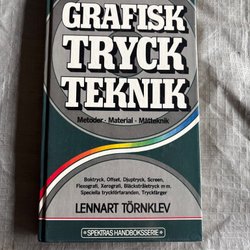 GRAFISK
TRYCK
TEKNIK
Metoder · Material · Mätteknik
Boktryck, Offset, Djuptryck, Screen,
Flexografi, Xerografi, Bläckstråletryck m m.
Speciella tryckförfaranden, Tryckfärger
LENNART TÖRNKLEV
• SPEKTRAS HANDBOKSSERIE •